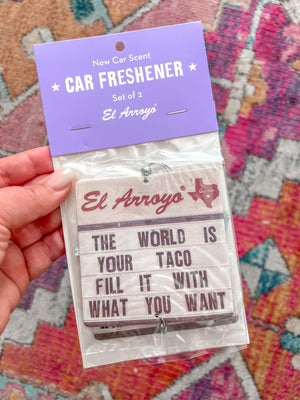 New Car Scent
★ CAR FRESHENER ★
Set of 2
El Arroyo®
El Arroyo®
THE WORLD IS
YOUR TACO
FILL IT WITH
WHAT YOU WANT